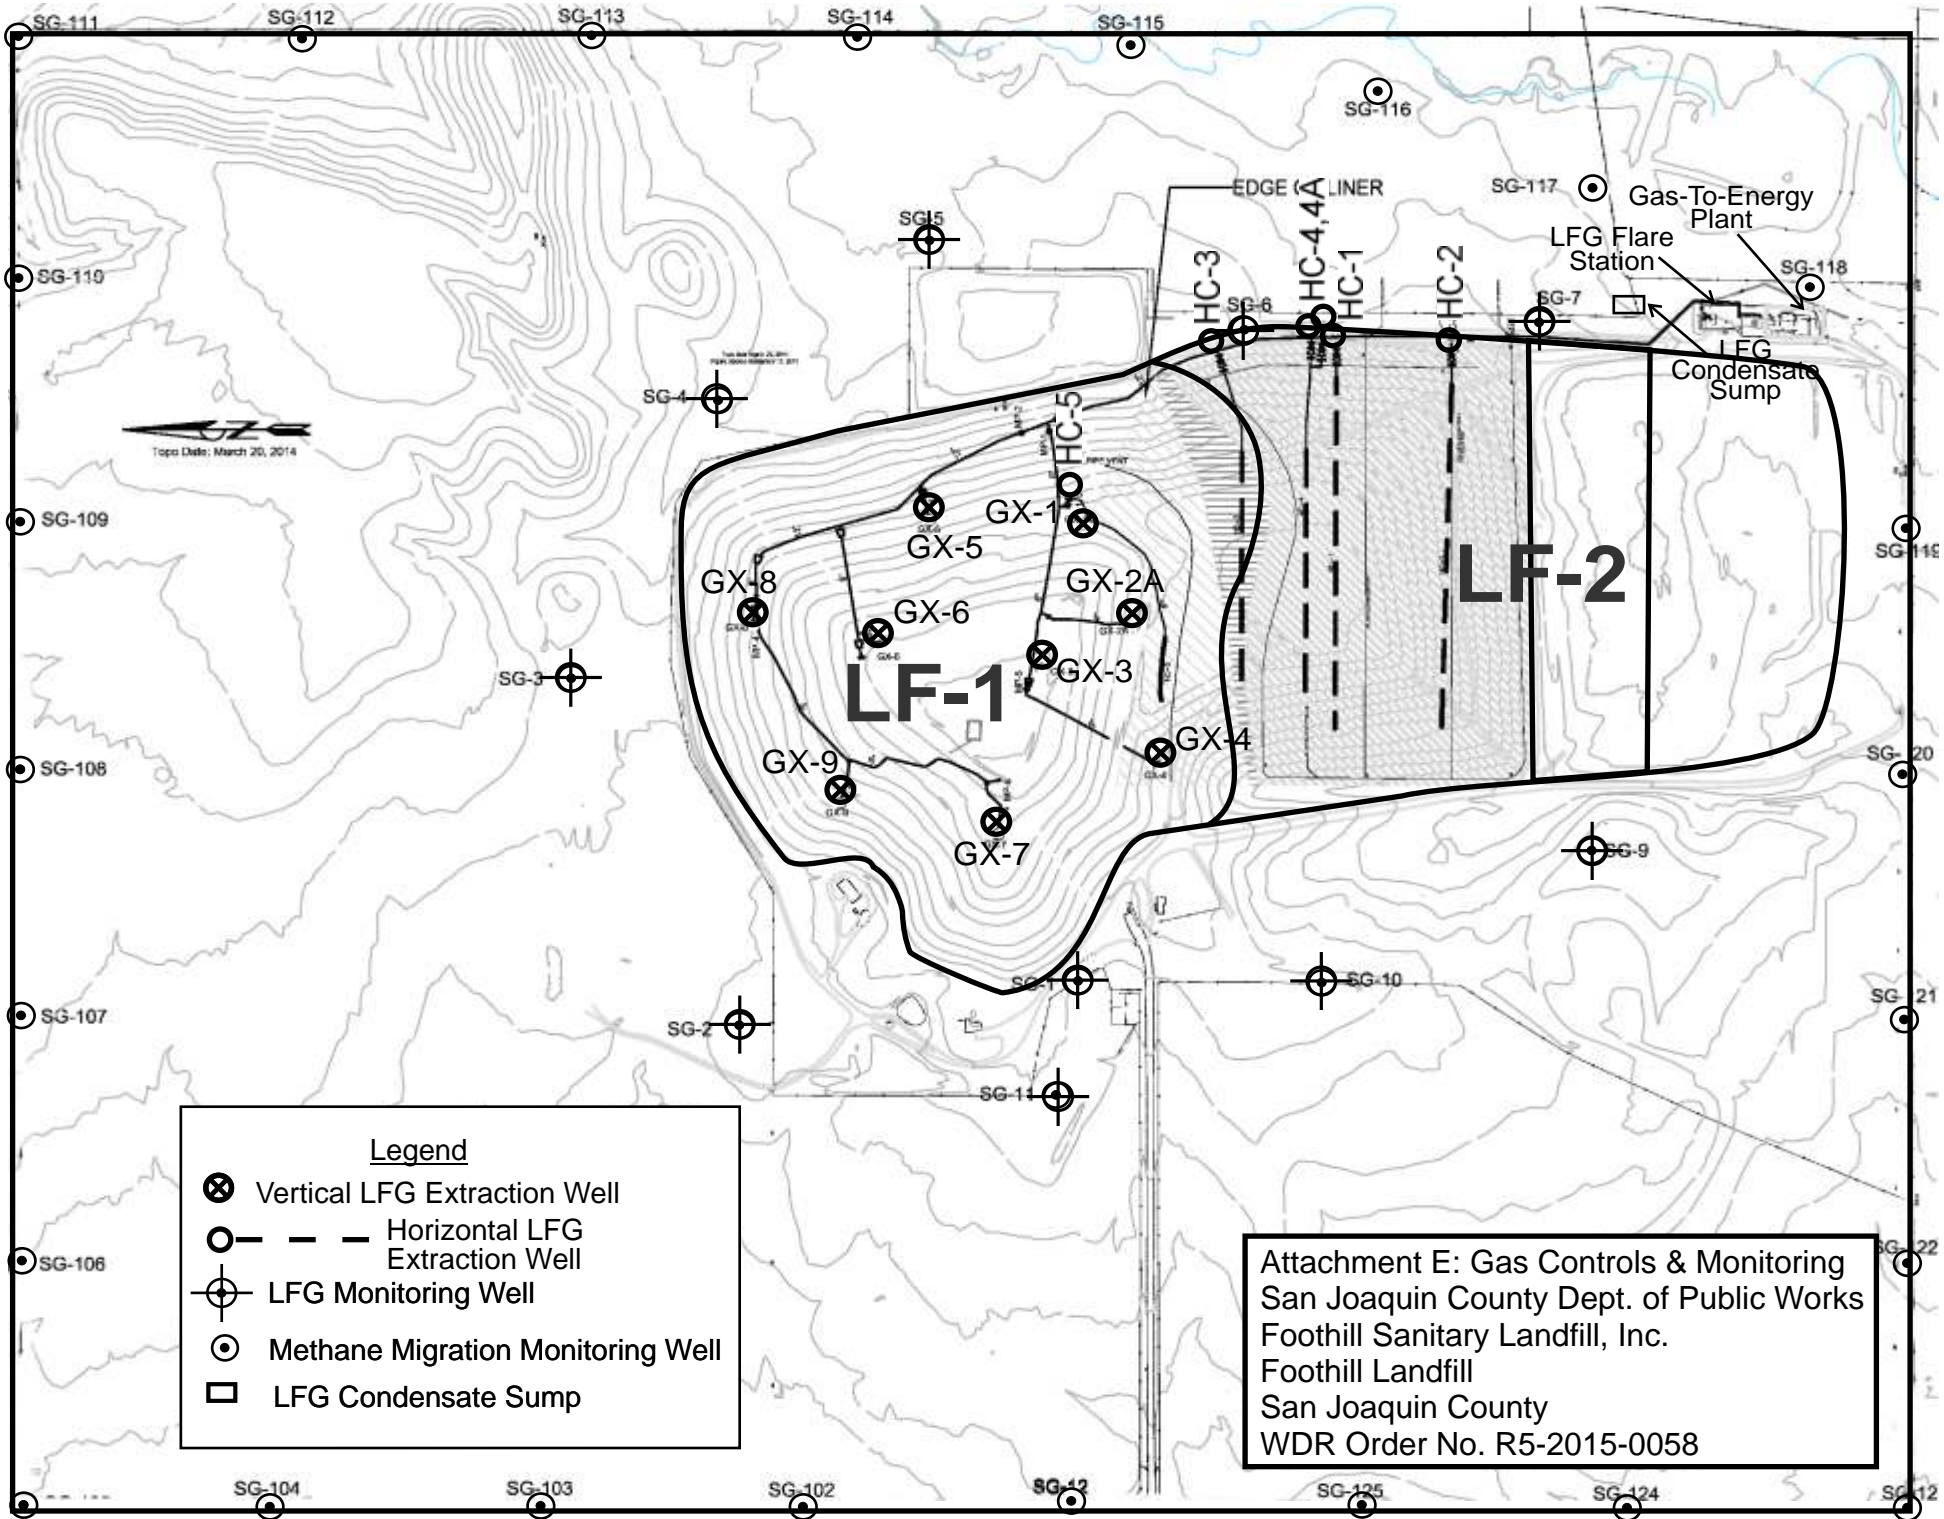 SG-111
SG-112
SG-113
SG-114
SG-115
SG-116
SG-117
Gas-To-Energy
Plant
LFG Flare
Station
SG-118
EDGE
LINER
SG-5
HC-3
SG-6
HC-4,4A
HC-1
HC-2
SG-7
SG-110
LFG
Condensate
Sump
SG-4
HC-5
Topo Date: March 20, 2014
SG-109
GX-1
GX-5
SG-119
GX-8
GX-6
GX-2A
LF-2
GX-3
SG-3
LF-1
GX-4
SG-108
GX-9
GX-7
SG-9
SG-1
SG-10
SG-107
SG-2
SG-11
Legend
Vertical LFG Extraction Well
Horizontal LFG
Extraction Well
LFG Monitoring Well
Methane Migration Monitoring Well
LFG Condensate Sump
SG-106
Attachment E: Gas Controls & Monitoring
San Joaquin County Dept. of Public Works
Foothill Sanitary Landfill, Inc.
Foothill Landfill
San Joaquin County
WDR Order No. R5-2015-0058
SG-104
SG-103
SG-102
SG-12
SG-125
SG-124